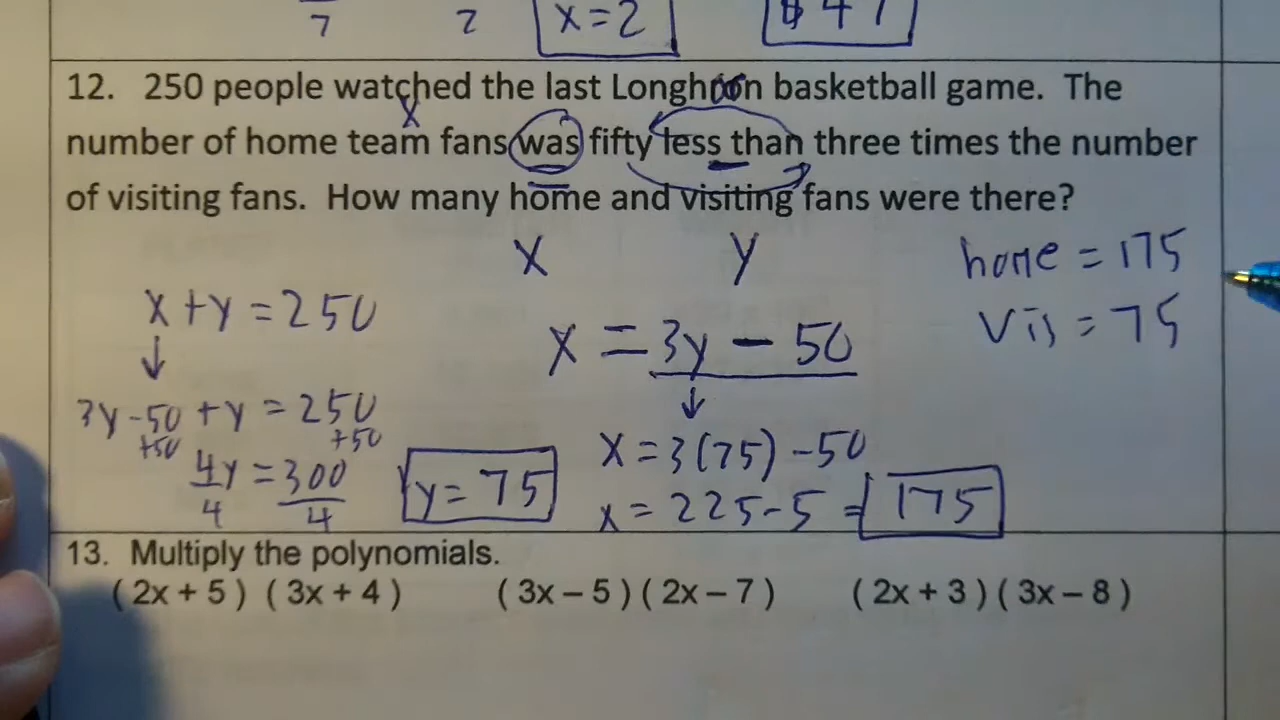 7 2 x=2 $47
12. 250 people watched the last Longhorn basketball game. The
x
number of home team fans was fifty less than three times the number
of visiting fans. How many home and visiting fans were there?
x y home = 175
x + y = 250 x = 3y - 50 vis = 75
3y - 50 + y = 250
+50 +50 x = 3(75) - 50
4y = 300 y = 75
4 4 x = 225 - 5 = 175
13. Multiply the polynomials.
( 2x + 5 ) ( 3x + 4 ) ( 3x – 5 ) ( 2x – 7 ) ( 2x + 3 ) ( 3x – 8 )